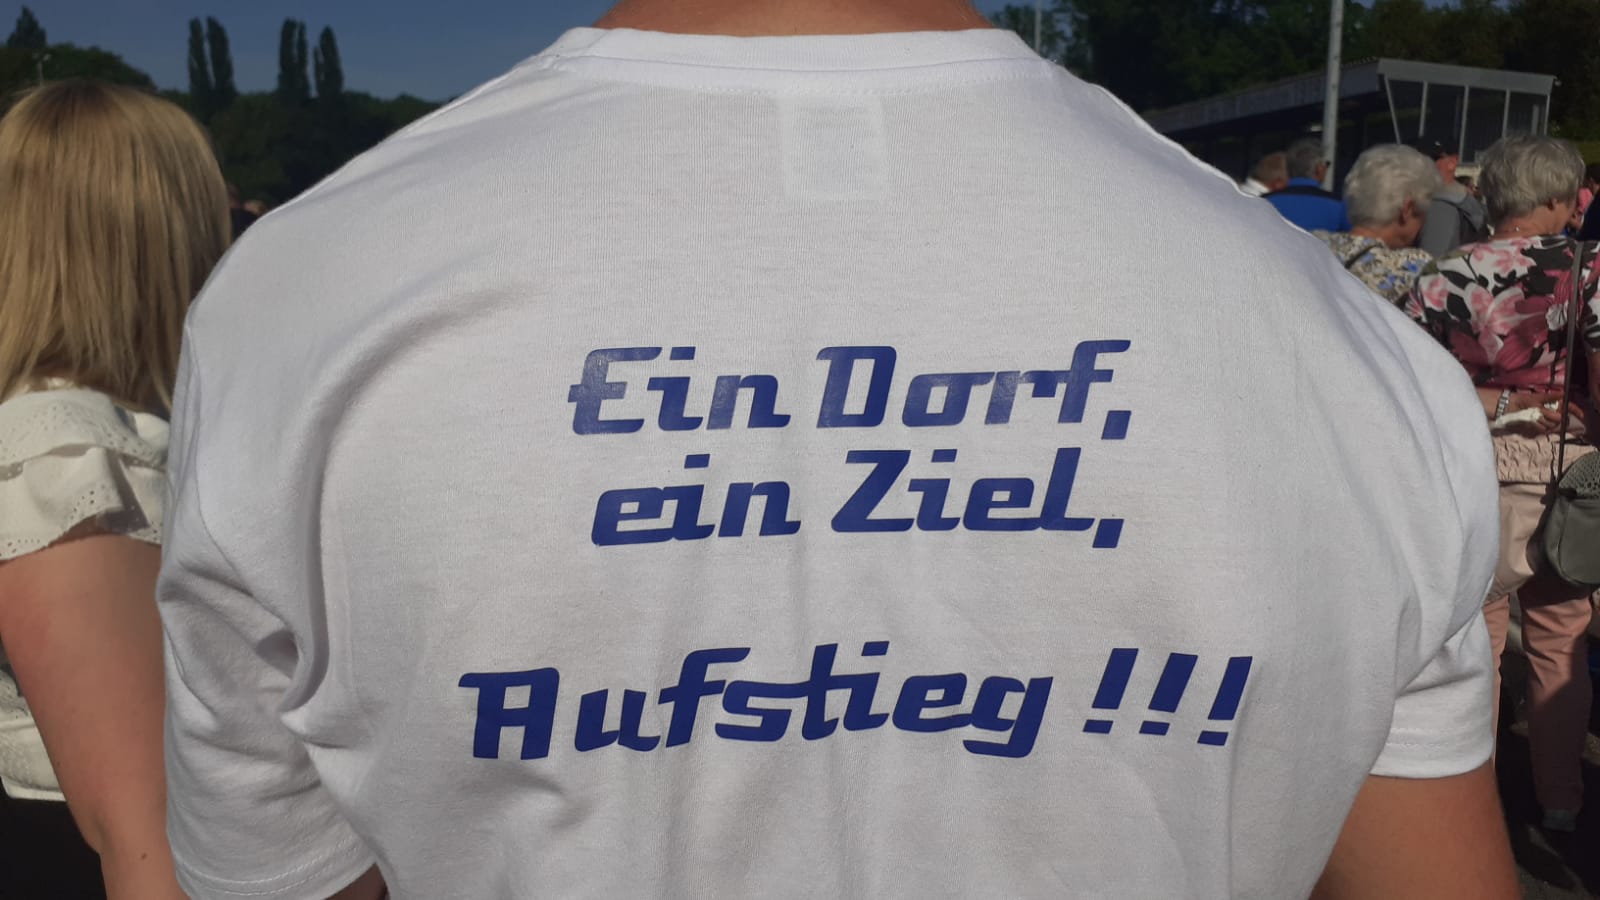 Ein Dorf,
ein Ziel,
Aufstieg !!!